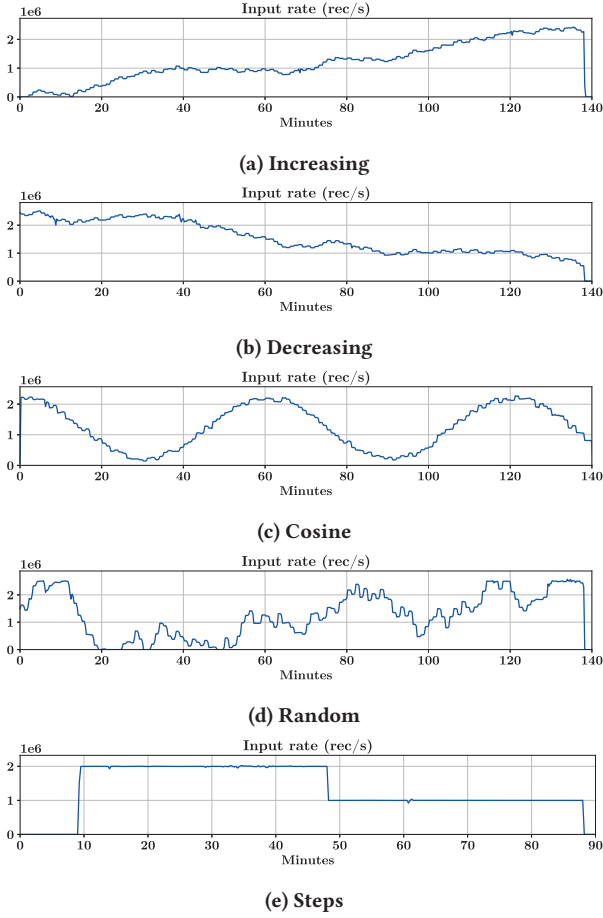 Input rate (rec/s)
1e6
2
1
0
0 20 40 60 80 100 120 140
Minutes
(a) Increasing
Input rate (rec/s)
1e6
2
1
0
0 20 40 60 80 100 120 140
Minutes
(b) Decreasing
Input rate (rec/s)
1e6
2
1
0
0 20 40 60 80 100 120 140
Minutes
(c) Cosine
Input rate (rec/s)
1e6
2
1
0
0 20 40 60 80 100 120 140
Minutes
(d) Random
Input rate (rec/s)
1e6
2
1
0
0 10 20 30 40 50 60 70 80 90
Minutes
(e) Steps